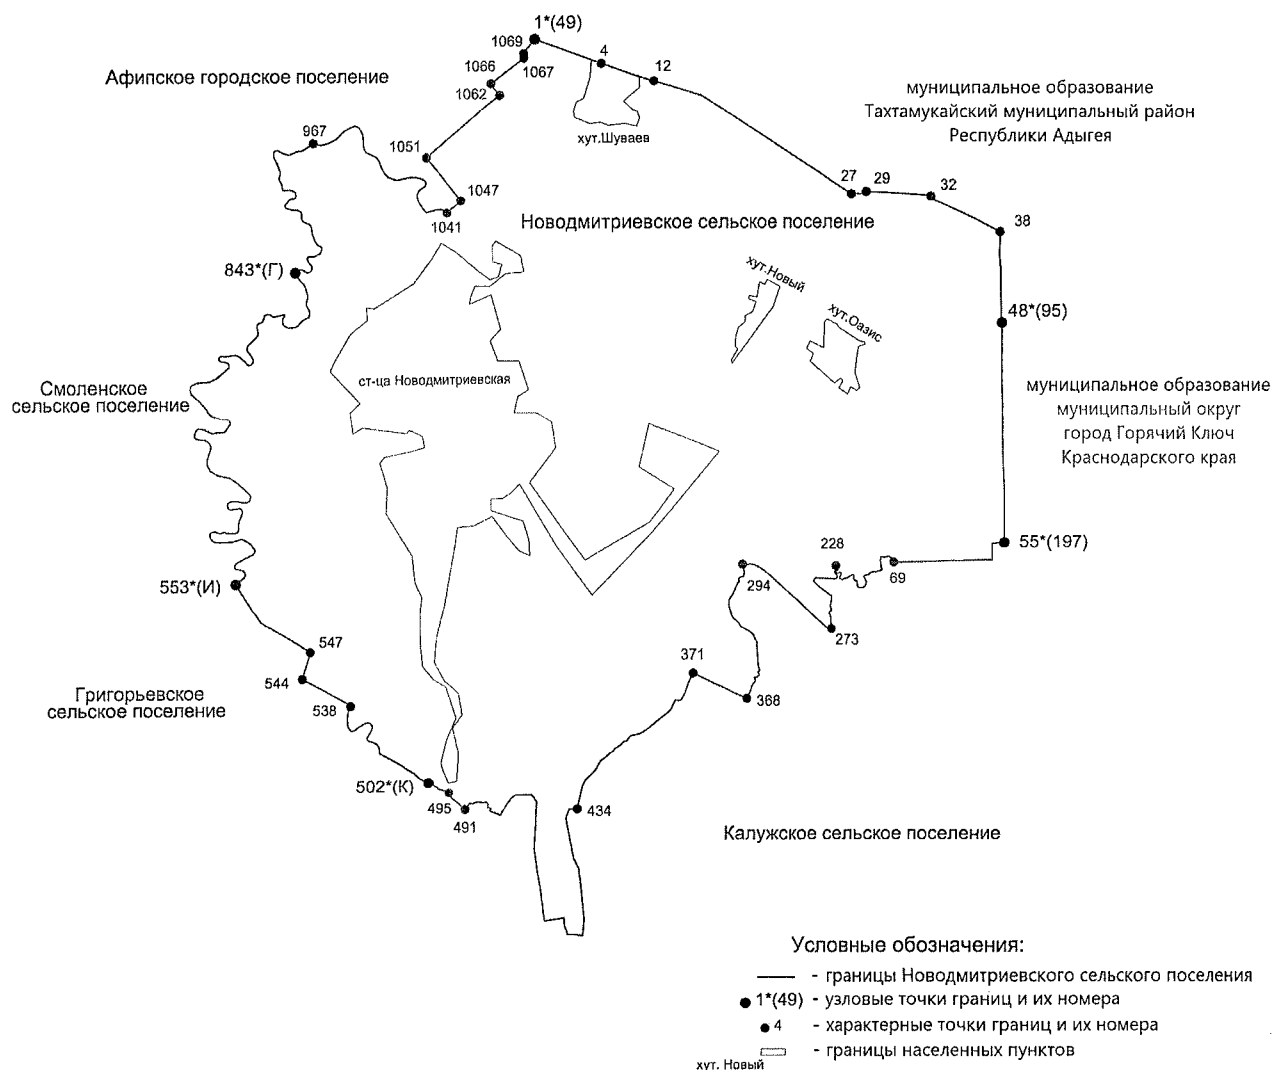 1*(49)
1069
4
1067
1066
12
1062
Афипское городское поселение
муниципальное образование
Тахтамукайский муниципальный район
Республики Адыгея
967
хут.Шуваев
1051
27
29
32
1047
1041
Новодмитриевское сельское поселение
38
843*(Г)
хут.Новый
хут.Оазис
48*(95)
ст-ца Новодмитриевская
Смоленское
сельское поселение
муниципальное образование
муниципальный округ
город Горячий Ключ
Краснодарского края
55*(197)
228
69
294
553*(И)
273
547
371
544
368
Григорьевское
сельское поселение
538
502*(К)
495
491
434
Калужское сельское поселение
Условные обозначения:
- границы Новодмитриевского сельского поселения
1*(49) - узловые точки границ и их номера
4 - характерные точки границ и их номера
- границы населенных пунктов
хут. Новый